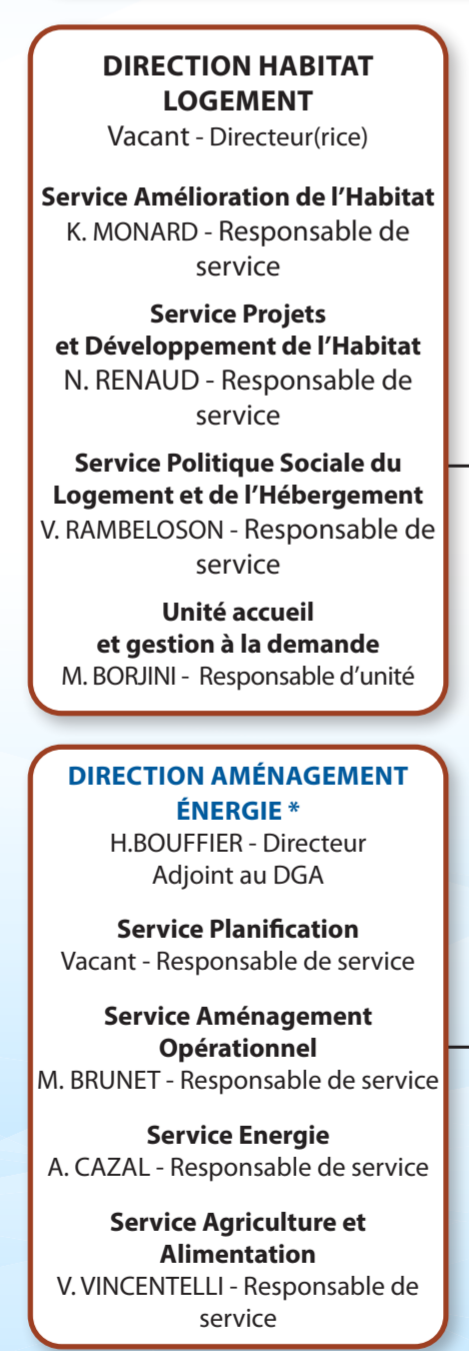 DIRECTION HABITAT
LOGEMENT
Vacant - Directeur(rice)
Service Amélioration de l’Habitat
K. MONARD - Responsable de
service
Service Projets
et Développement de l’Habitat
N. RENAUD - Responsable de
service
Service Politique Sociale du
Logement et de l’Hébergement
V. RAMBELOSON - Responsable de
service
Unité accueil
et gestion à la demande
M. BORJINI - Responsable d’unité
DIRECTION AMÉNAGEMENT
ÉNERGIE *
H.BOUFFIER - Directeur
Adjoint au DGA
Service Planification
Vacant - Responsable de service
Service Aménagement
Opérationnel
M. BRUNET - Responsable de service
Service Energie
A. CAZAL - Responsable de service
Service Agriculture et
Alimentation
V. VINCENTELLI - Responsable de
service